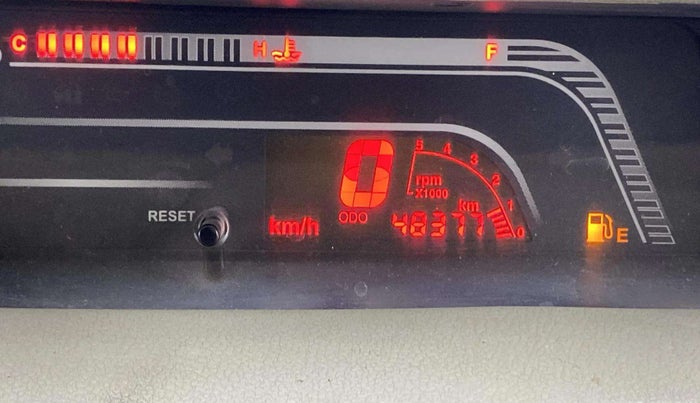 C H F
0
5 4 3 2 1 0
rpm
X1000
RESET
ODO
km
km/h
48377
E